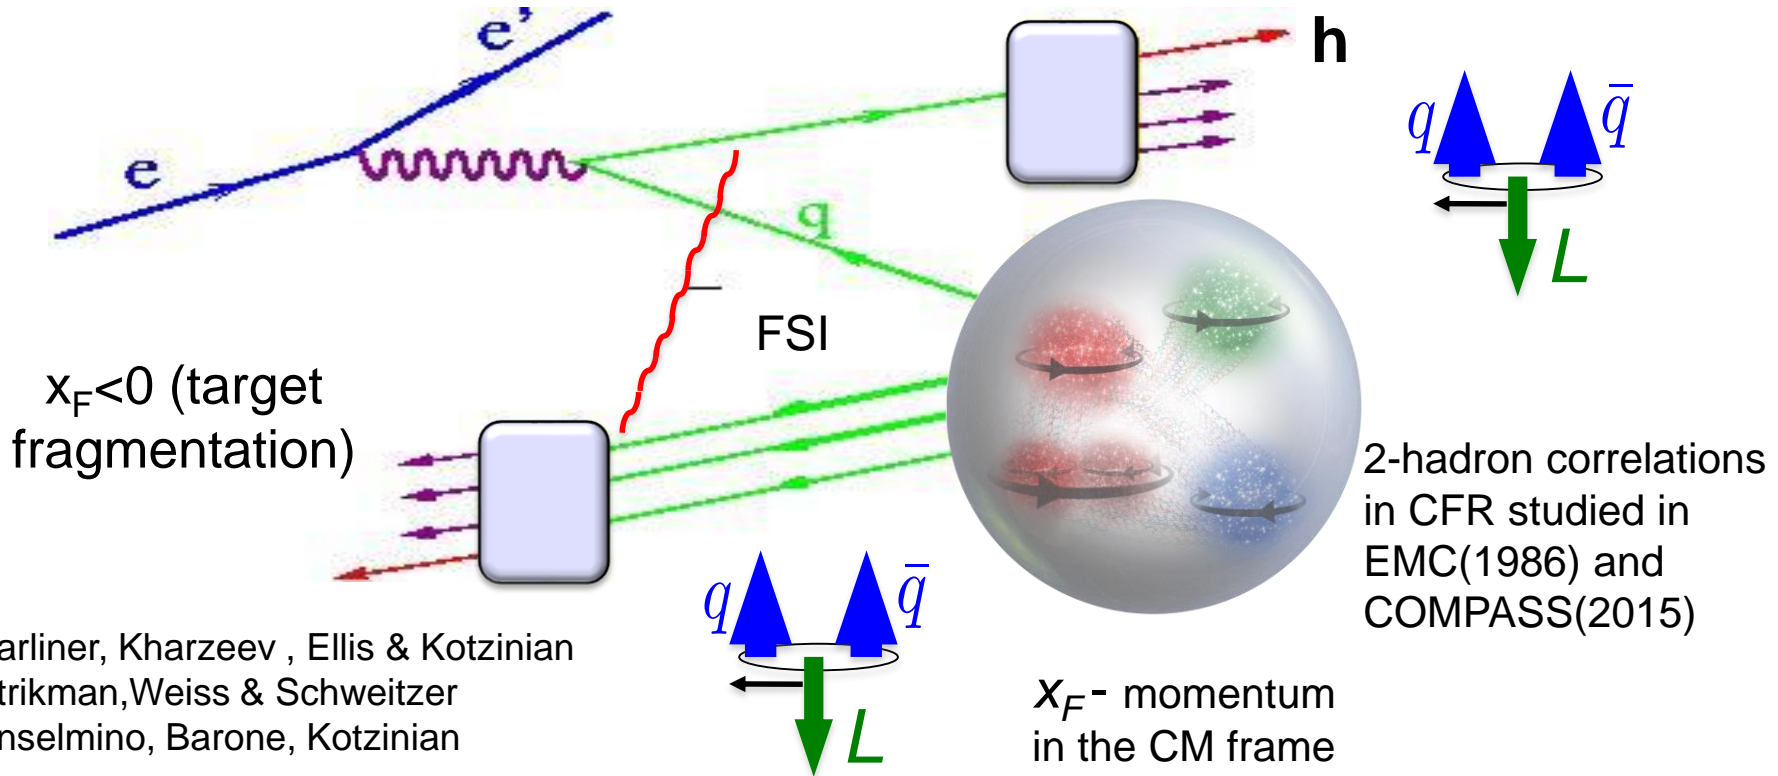 e'
h
e
q
q q̄
L
FSI
x_F<0 (target
fragmentation)
2-hadron correlations
in CFR studied in
EMC(1986) and
COMPASS(2015)
q q̄
L
arliner, Kharzeev , Ellis & Kotzinian
trikman,Weiss & Schweitzer
nselmino, Barone, Kotzinian
x_F - momentum
in the CM frame